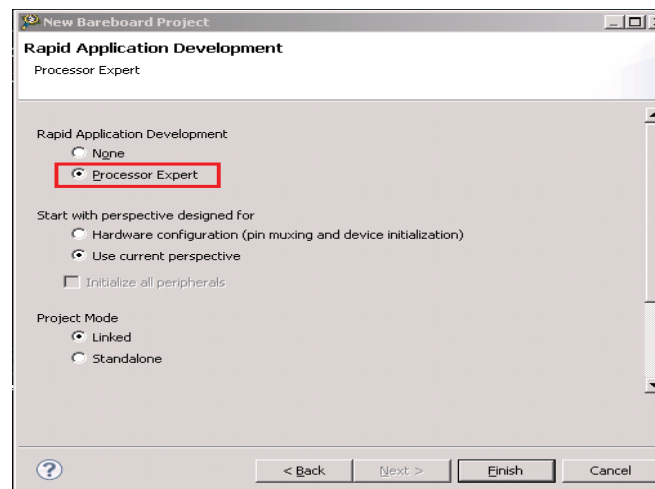 New Bareboard Project
Rapid Application Development
Processor Expert
Rapid Application Development
None
Processor Expert
Start with perspective designed for
Hardware configuration (pin muxing and device initialization)
Use current perspective
Initialize all peripherals
Project Mode
Linked
Standalone
? < Back Next > Finish Cancel